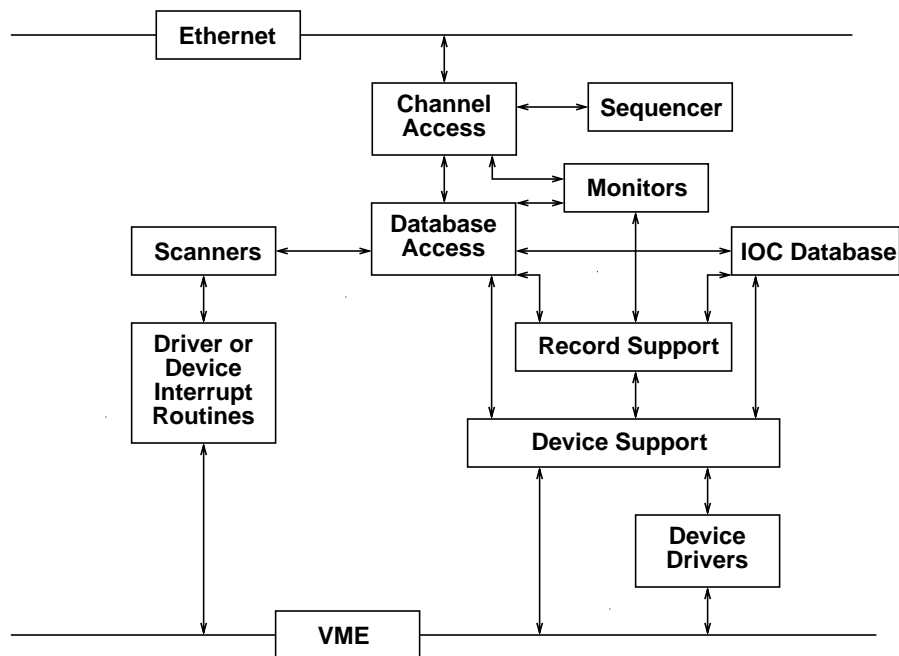 Ethernet
Channel
Access
Sequencer
Monitors
Database
Access
Scanners
IOC Database
Driver or
Device
Interrupt
Routines
Record Support
Device Support
Device
Drivers
VME